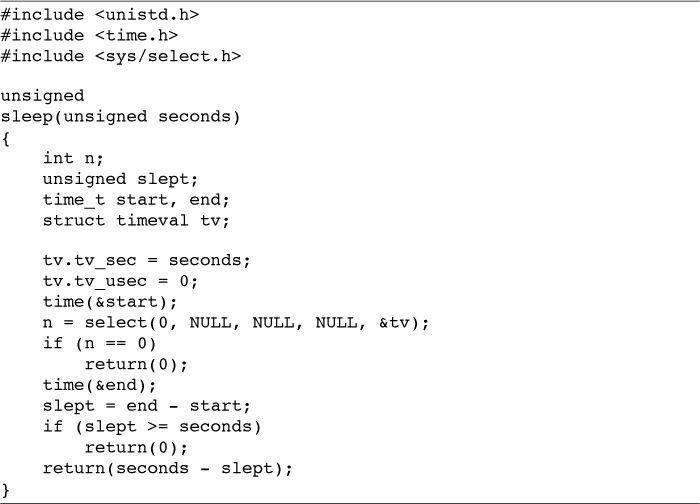 #include <unistd.h>
#include <time.h>
#include <sys/select.h>

unsigned
sleep(unsigned seconds)
{
    int n;
    unsigned slept;
    time_t start, end;
    struct timeval tv;

    tv.tv_sec = seconds;
    tv.tv_usec = 0;
    time(&start);
    n = select(0, NULL, NULL, NULL, &tv);
    if (n == 0)
        return(0);
    time(&end);
    slept = end - start;
    if (slept >= seconds)
        return(0);
    return(seconds - slept);
}